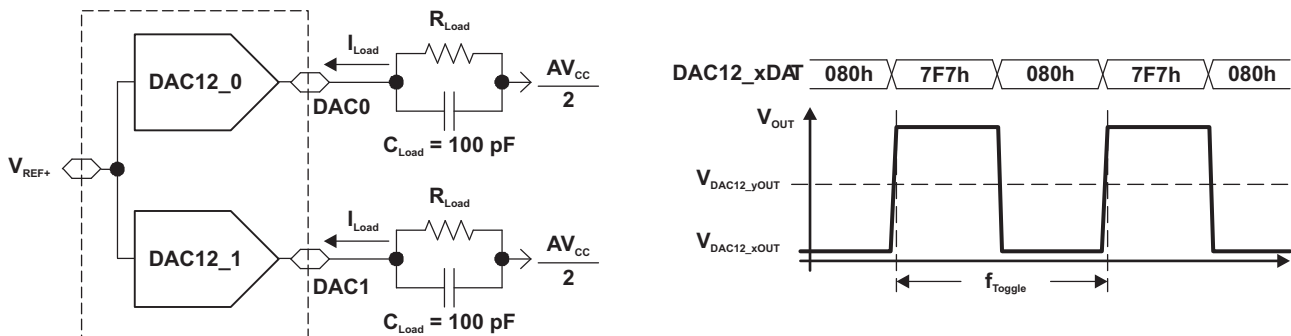 R_Load
I_Load
AV_CC
2
DAC12_0
DAC0
C_Load = 100 pF
V_REF+
R_Load
I_Load
AV_CC
2
DAC12_1
DAC1
C_Load = 100 pF
DAC12_xDAT 080h 7F7h 080h 7F7h 080h
V_OUT
V_DAC12_yOUT
V_DAC12_xOUT
f_Toggle